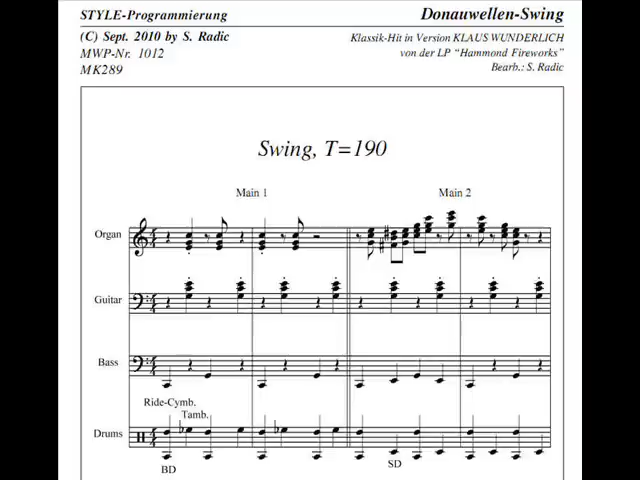 STYLE-Programmierung
Donauwellen-Swing
(C) Sept. 2010 by S. Radic
Klassik-Hit in Version KLAUS WUNDERLICH
MWP-Nr. 1012
von der LP “Hammond Fireworks”
MK289
Bearb.: S. Radic
Swing, T=190
Main 1
Main 2
Organ
Guitar
Bass
Ride-Cymb.
Tamb.
Drums
BD
SD